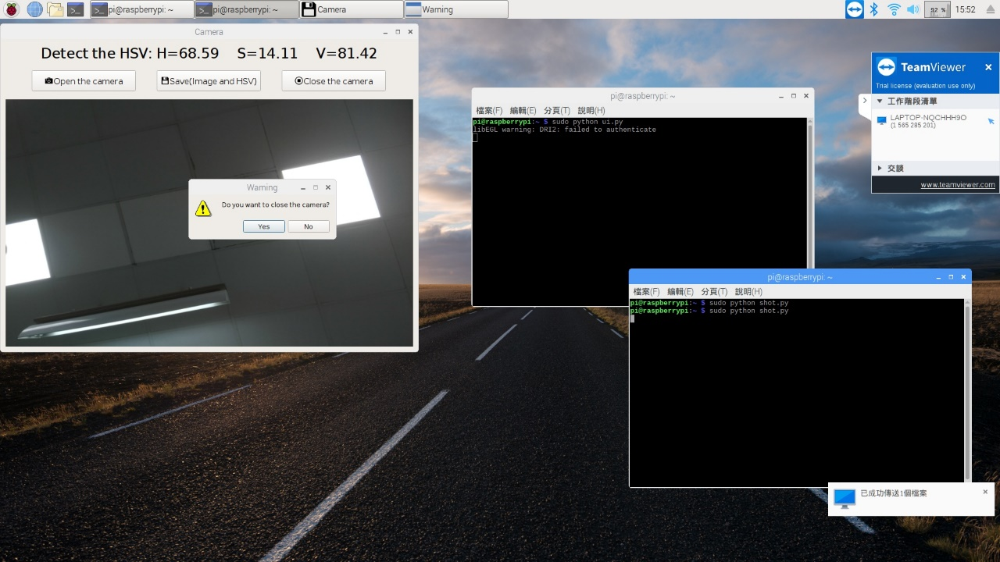 pi@raspberrypi: ~
pi@raspberrypi: ~
Camera
Warning
92 %
15:52
Camera
Detect the HSV: H=68.59 S=14.11 V=81.42
Open the camera
Save(Image and HSV)
Close the camera
Warning
Do you want to close the camera?
Yes
No
pi@raspberrypi: ~
檔案(F) 編輯(E) 分頁(T) 說明(H)
pi@raspberrypi:~ $ sudo python ui.py
libEGL warning: DRI2: failed to authenticate
pi@raspberrypi: ~
檔案(F) 編輯(E) 分頁(T) 說明(H)
pi@raspberrypi:~ $ sudo python shot.py
pi@raspberrypi:~ $ sudo python shot.py
TeamViewer
Trial license (evaluation use only)
工作階段清單
LAPTOP-NQCHHH9O
(1 565 285 201)
交談
www.teamviewer.com
已成功傳送1個檔案